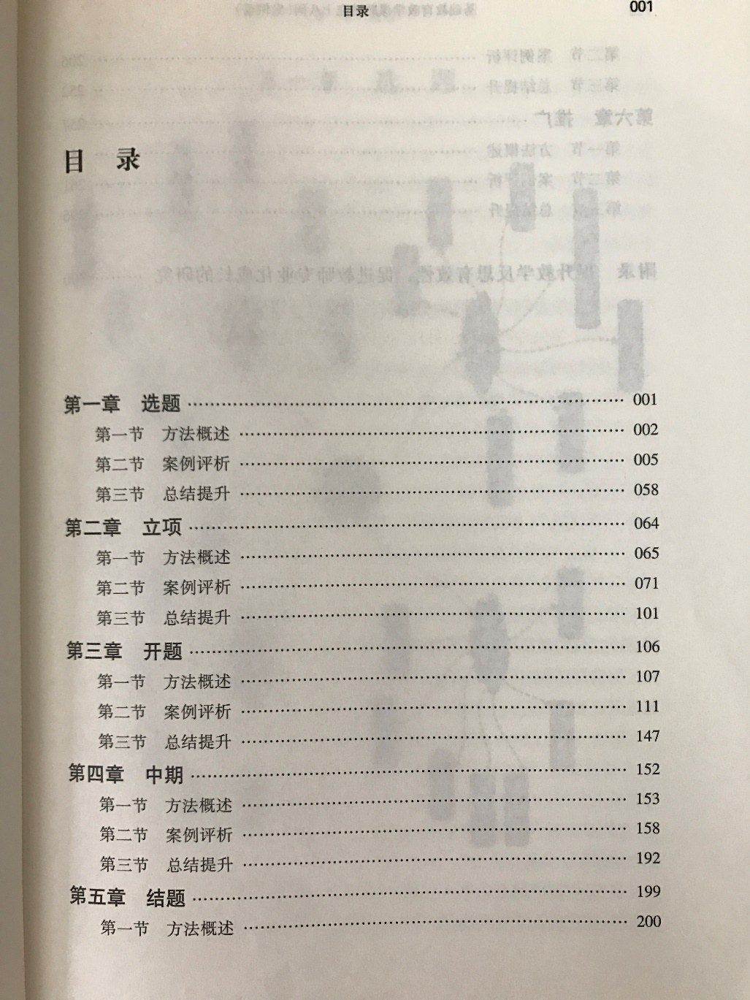 目录 001
目 录
第一章 选题 …… 001
第一节 方法概述 …… 002
第二节 案例评析 …… 005
第三节 总结提升 …… 058
第二章 立项 …… 064
第一节 方法概述 …… 065
第二节 案例评析 …… 071
第三节 总结提升 …… 101
第三章 开题 …… 106
第一节 方法概述 …… 107
第二节 案例评析 …… 111
第三节 总结提升 …… 147
第四章 中期 …… 152
第一节 方法概述 …… 153
第二节 案例评析 …… 158
第三节 总结提升 …… 192
第五章 结题 …… 199
第一节 方法概述 …… 200